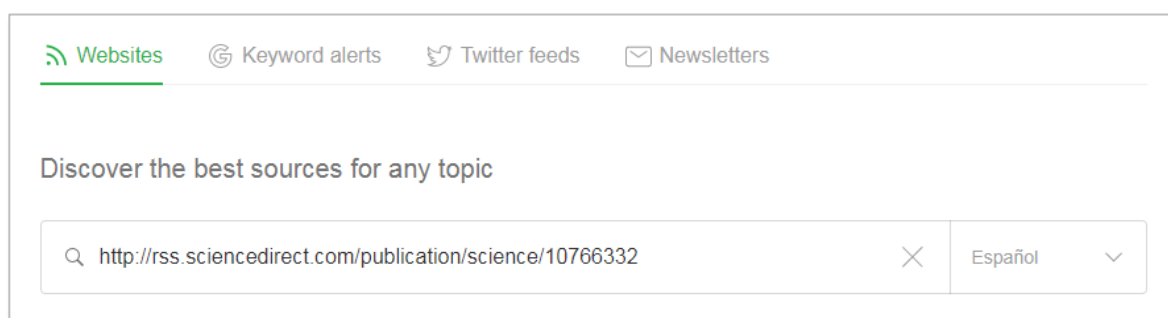 Websites Keyword alerts Twitter feeds Newsletters
Discover the best sources for any topic
http://rss.sciencedirect.com/publication/science/10766332 Español